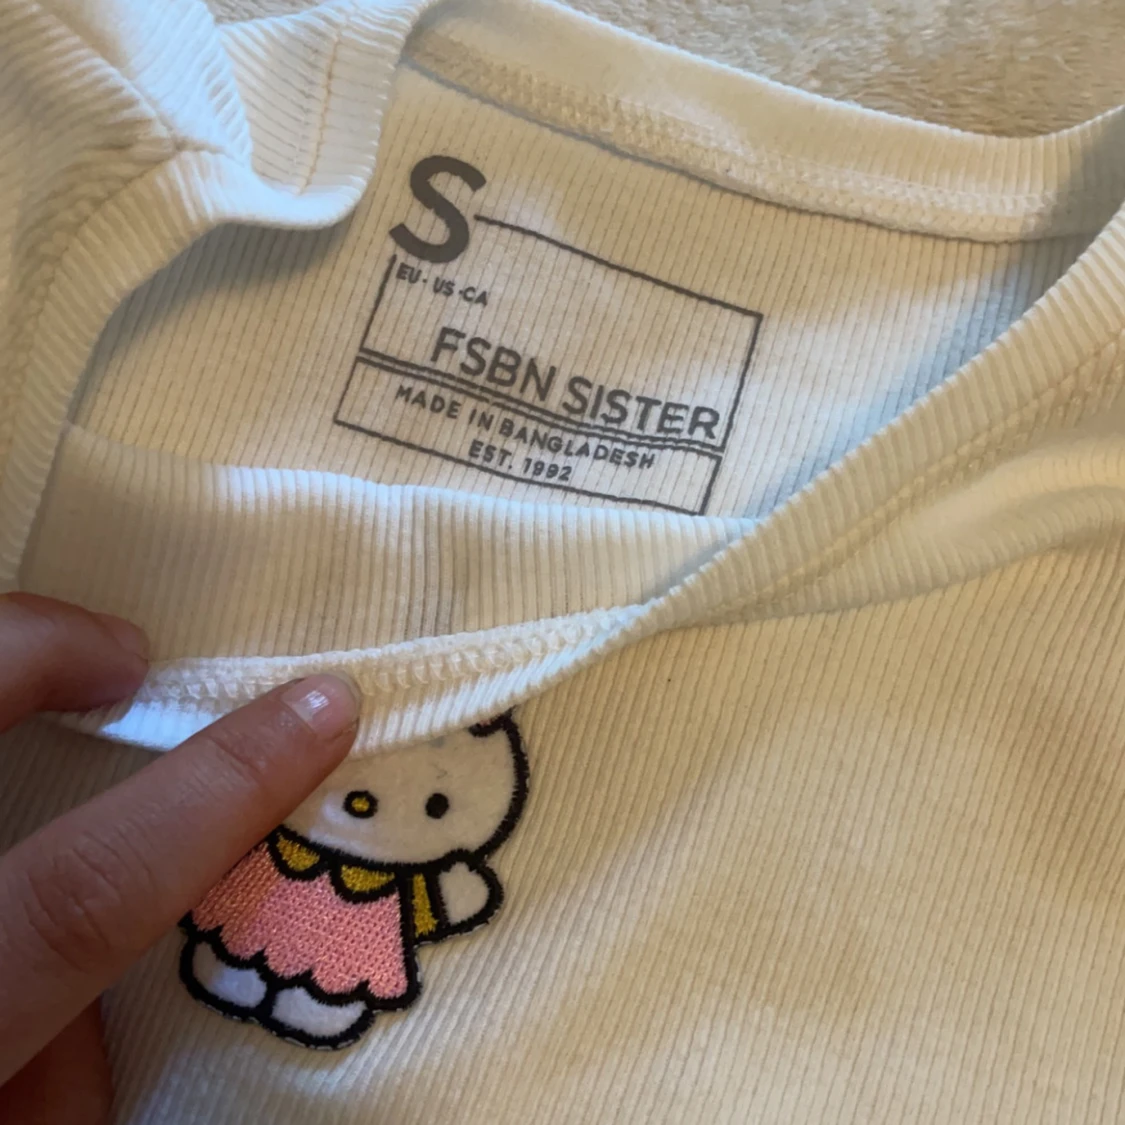 S
EU· US ·CA
FSBN SISTER
MADE IN BANGLADESH
EST. 1992